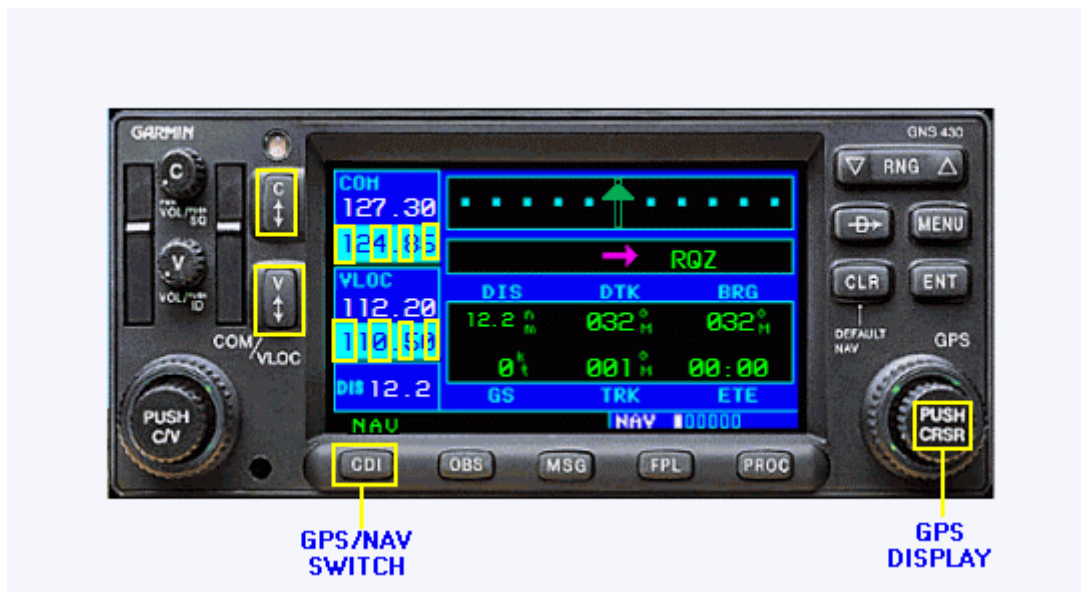 GARMIN
GNS 430
C
PUSH VOL/SQ
C
V
VOL/PUSH ID
V
COM/VLOC
PUSH C/V
COM
127.30
124.85
VLOC
112.20
110.50
DIS 12.2
NAV
RQZ
DIS DTK BRG
12.2 nm 032°M 032°M
0kt 001°M 00:00
GS TRK ETE
NAV
RNG
D
MENU
CLR
ENT
DEFAULT NAV
GPS
PUSH CRSR
CDI
OBS
MSG
FPL
PROC
GPS/NAV
SWITCH
GPS
DISPLAY